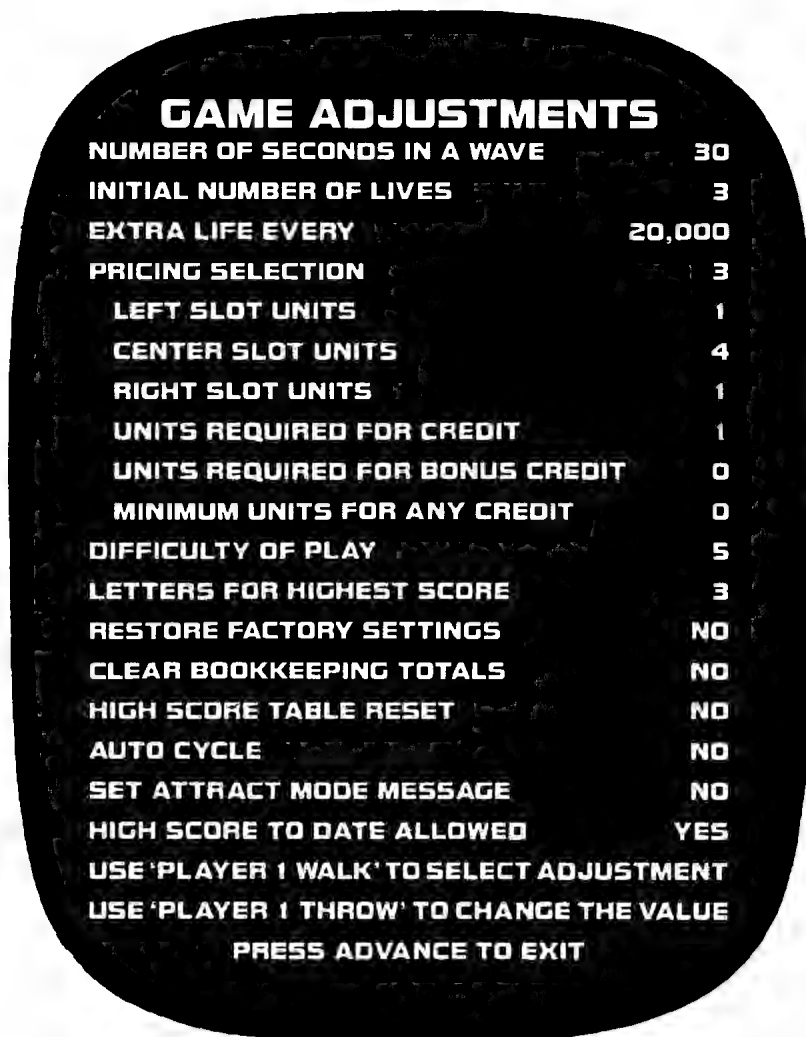 GAME ADJUSTMENTS
NUMBER OF SECONDS IN A WAVE 30
INITIAL NUMBER OF LIVES 3
EXTRA LIFE EVERY 20,000
PRICING SELECTION 3
LEFT SLOT UNITS 1
CENTER SLOT UNITS 4
RIGHT SLOT UNITS 1
UNITS REQUIRED FOR CREDIT 1
UNITS REQUIRED FOR BONUS CREDIT 0
MINIMUM UNITS FOR ANY CREDIT 0
DIFFICULTY OF PLAY 5
LETTERS FOR HIGHEST SCORE 3
RESTORE FACTORY SETTINGS NO
CLEAR BOOKKEEPING TOTALS NO
HIGH SCORE TABLE RESET NO
AUTO CYCLE NO
SET ATTRACT MODE MESSAGE NO
HIGH SCORE TO DATE ALLOWED YES
USE 'PLAYER 1 WALK' TO SELECT ADJUSTMENT
USE 'PLAYER 1 THROW' TO CHANGE THE VALUE
PRESS ADVANCE TO EXIT